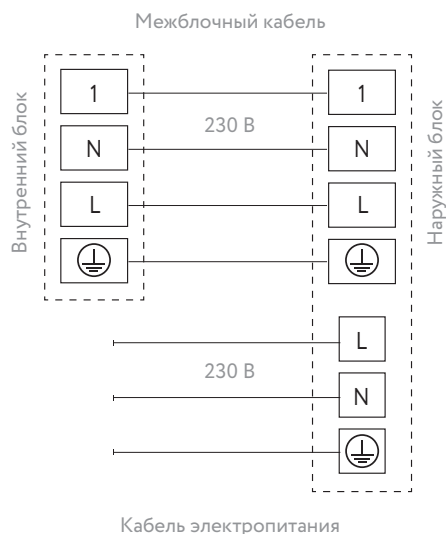 Межблочный кабель
Внутренний блок
Наружный блок
1
1
230 В
N
N
L
L
L
230 В
N
Кабель электропитания